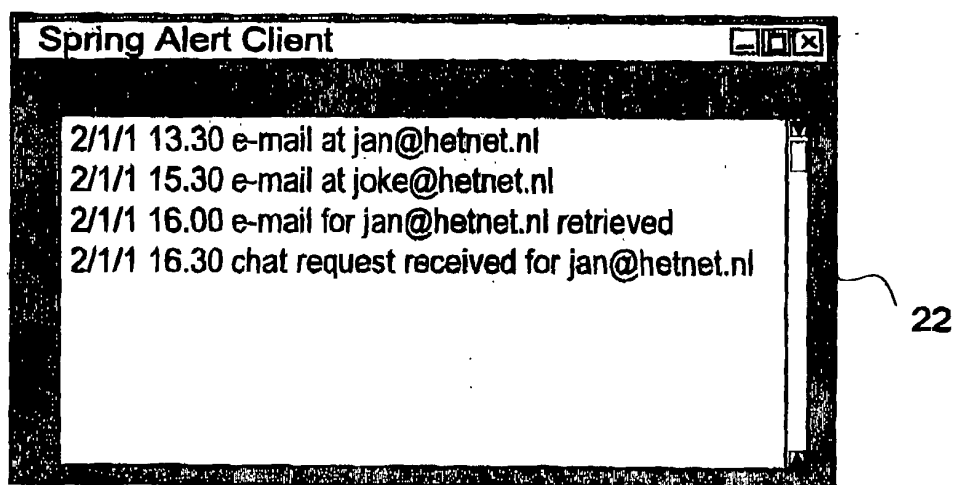 Spring Alert Client
2/1/1 13.30 e-mail at jan@hetnet.nl
2/1/1 15.30 e-mail at joke@hetnet.nl
2/1/1 16.00 e-mail for jan@hetnet.nl retrieved
2/1/1 16.30 chat request received for jan@hetnet.nl
22